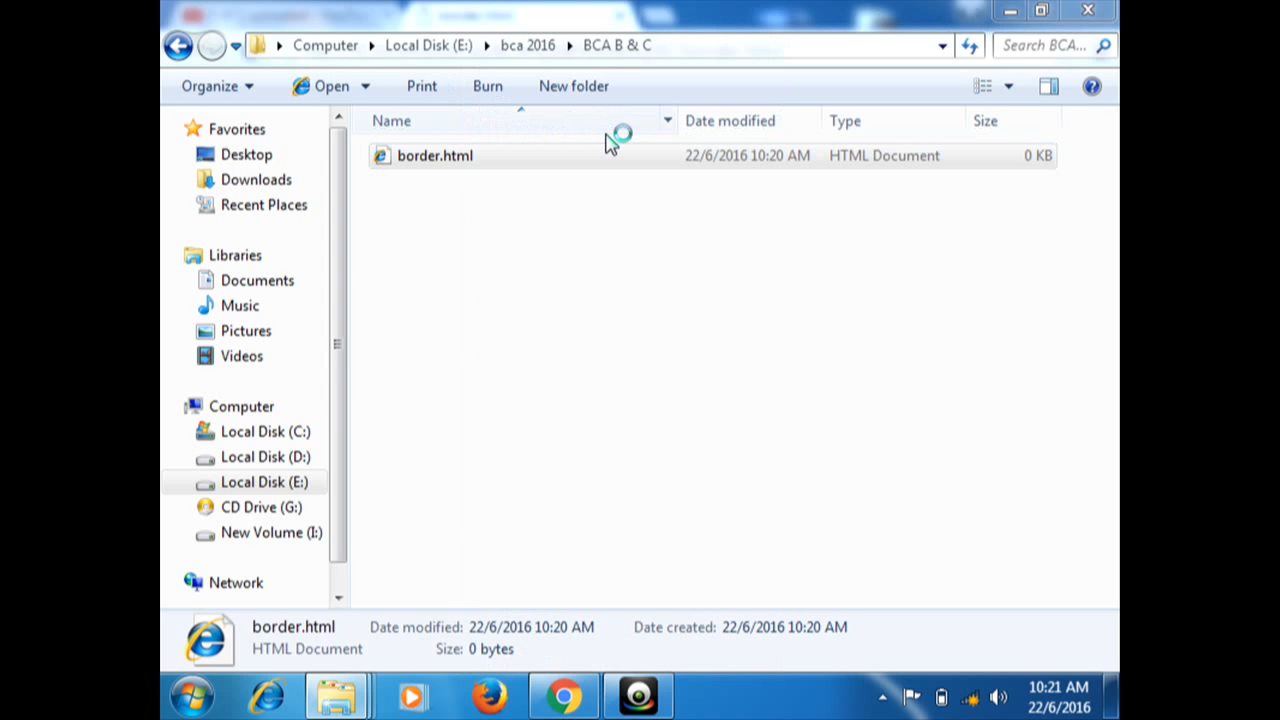 Computer Local Disk (E:) bca 2016 BCA B & C Search BCA...
Organize Open Print Burn New folder
Name Date modified Type Size
border.html 22/6/2016 10:20 AM HTML Document 0 KB
Favorites
Desktop
Downloads
Recent Places
Libraries
Documents
Music
Pictures
Videos
Computer
Local Disk (C:)
Local Disk (D:)
Local Disk (E:)
CD Drive (G:)
New Volume (I:)
Network
border.html Date modified: 22/6/2016 10:20 AM Date created: 22/6/2016 10:20 AM
HTML Document Size: 0 bytes
10:21 AM
22/6/2016